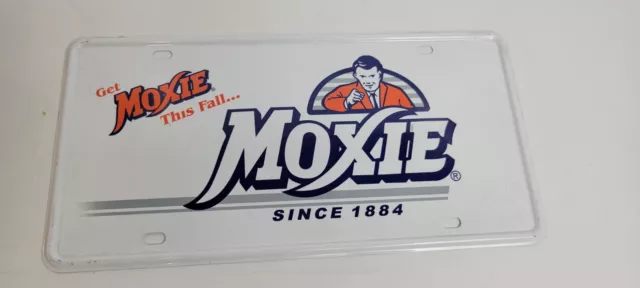 Get
MOXIE®
This Fall...
MOXIE®
SINCE 1884